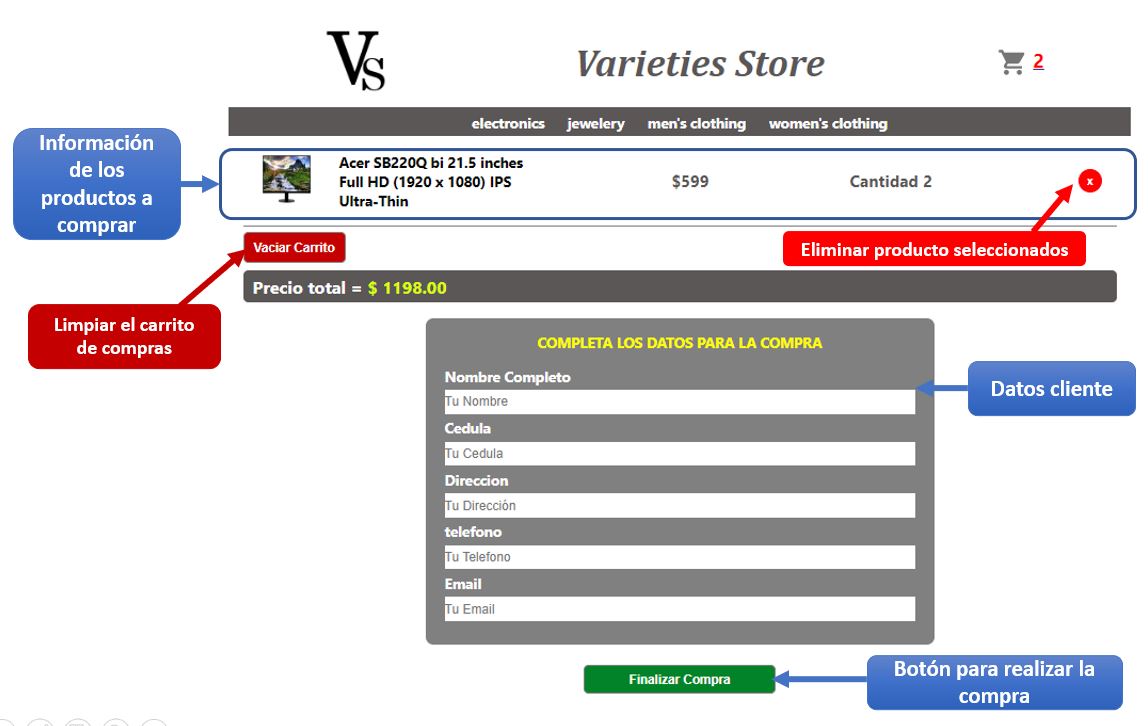 VS
Varieties Store
2
electronics jewelery men's clothing women's clothing
Información
de los
productos a
comprar
Acer SB220Q bi 21.5 inches
Full HD (1920 x 1080) IPS
Ultra-Thin
$599
Cantidad 2
x
Vaciar Carrito
Eliminar producto seleccionados
Precio total = $ 1198.00
Limpiar el carrito
de compras
COMPLETA LOS DATOS PARA LA COMPRA
Nombre Completo
Tu Nombre
Datos cliente
Cedula
Tu Cedula
Direccion
Tu Dirección
telefono
Tu Telefono
Email
Tu Email
Finalizar Compra
Botón para realizar la
compra